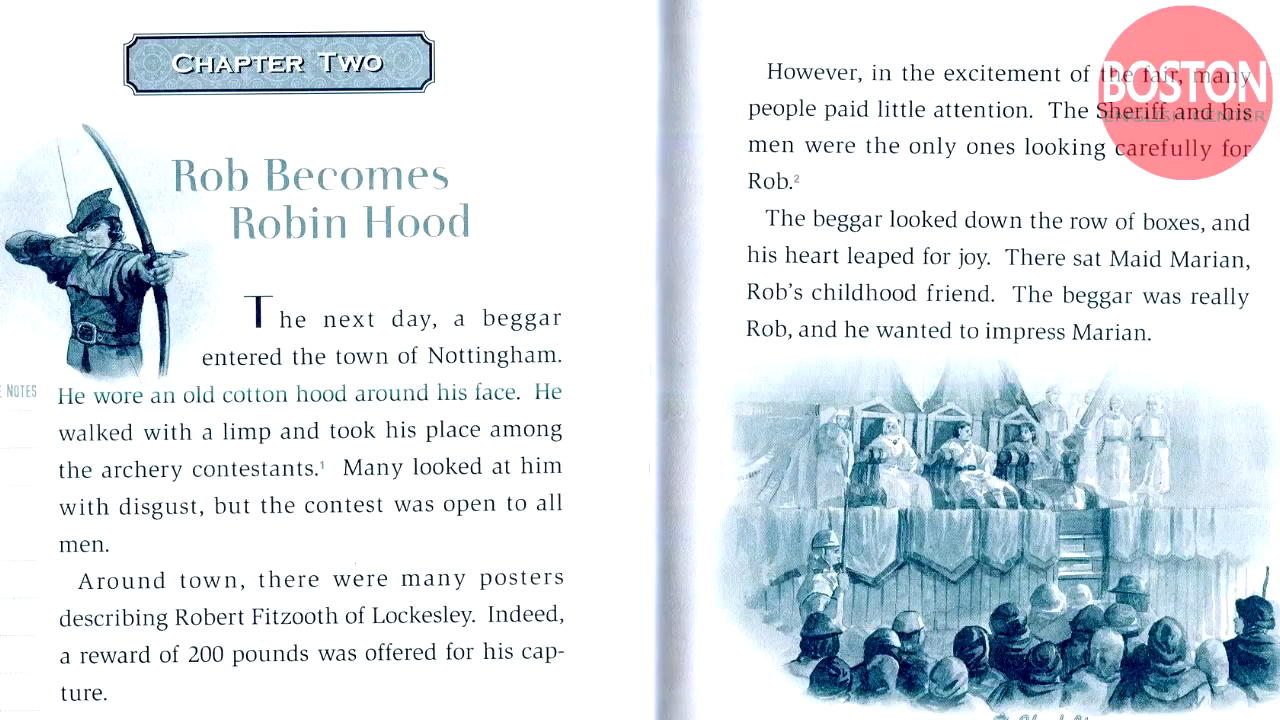 CHAPTER TWO
Rob Becomes
Robin Hood
The next day, a beggar
entered the town of Nottingham.
He wore an old cotton hood around his face. He
walked with a limp and took his place among
the archery contestants.¹ Many looked at him
with disgust, but the contest was open to all
men.
Around town, there were many posters
describing Robert Fitzooth of Lockesley. Indeed,
a reward of 200 pounds was offered for his cap-
ture.
NOTES
However, in the excitement of the fair, many
people paid little attention. The Sheriff and his
men were the only ones looking carefully for
Rob.²
The beggar looked down the row of boxes, and
his heart leaped for joy. There sat Maid Marian,
Rob's childhood friend. The beggar was really
Rob, and he wanted to impress Marian.
BOSTON
ENGLISH CENTER